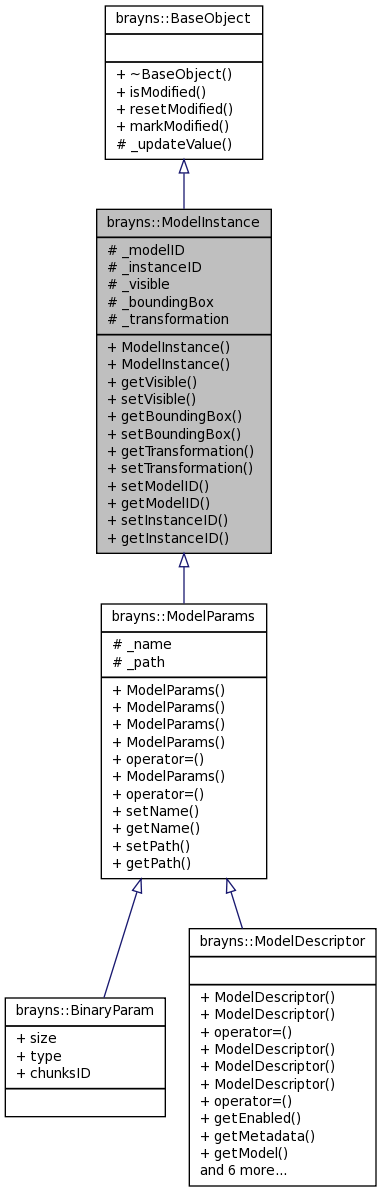 brayns::BaseObject
+ ~BaseObject()
+ isModified()
+ resetModified()
+ markModified()
# _updateValue()
brayns::ModelInstance
# _modelID
# _instanceID
# _visible
# _boundingBox
# _transformation
+ ModelInstance()
+ ModelInstance()
+ getVisible()
+ setVisible()
+ getBoundingBox()
+ setBoundingBox()
+ getTransformation()
+ setTransformation()
+ setModelID()
+ getModelID()
+ setInstanceID()
+ getInstanceID()
brayns::ModelParams
# _name
# _path
+ ModelParams()
+ ModelParams()
+ ModelParams()
+ ModelParams()
+ operator=()
+ ModelParams()
+ operator=()
+ setName()
+ getName()
+ setPath()
+ getPath()
brayns::BinaryParam
+ size
+ type
+ chunksID
brayns::ModelDescriptor
+ ModelDescriptor()
+ ModelDescriptor()
+ operator=()
+ ModelDescriptor()
+ ModelDescriptor()
+ ModelDescriptor()
+ operator=()
+ getEnabled()
+ getMetadata()
+ getModel()
and 6 more...